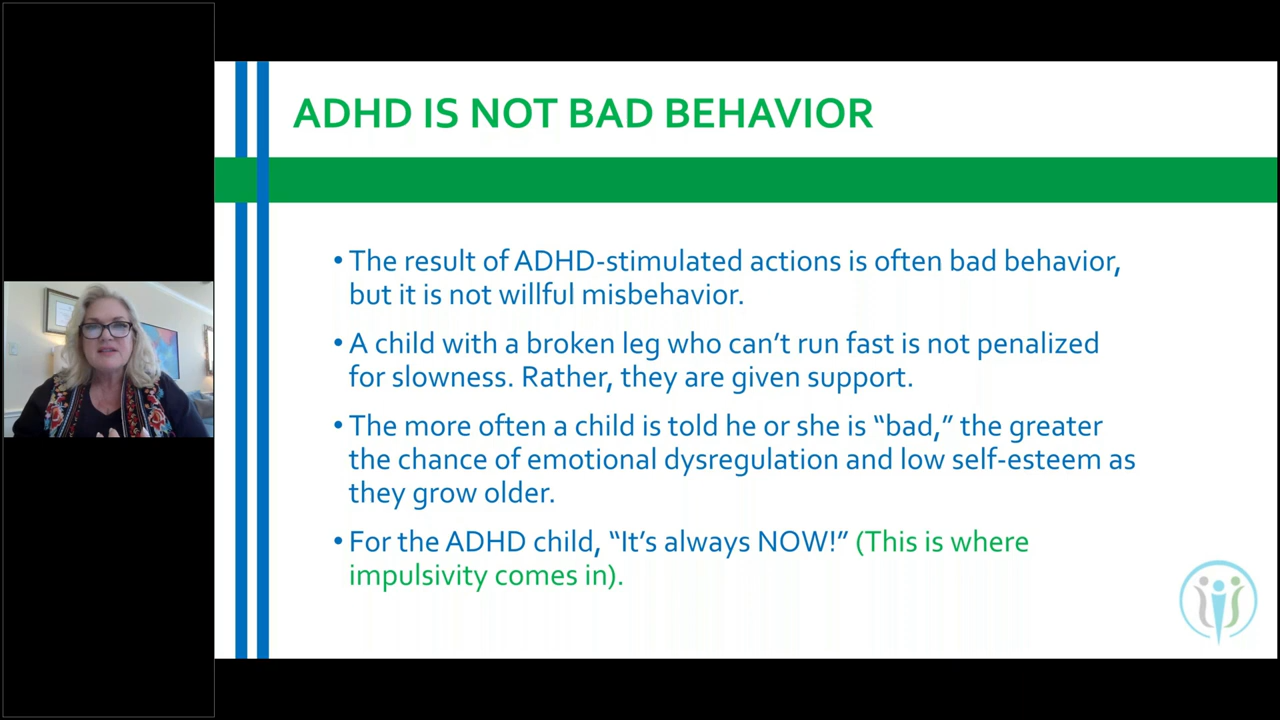 ADHD IS NOT BAD BEHAVIOR
• The result of ADHD-stimulated actions is often bad behavior,
but it is not willful misbehavior.
• A child with a broken leg who can’t run fast is not penalized
for slowness. Rather, they are given support.
• The more often a child is told he or she is “bad,” the greater
the chance of emotional dysregulation and low self-esteem as
they grow older.
• For the ADHD child, “It’s always NOW!” (This is where
impulsivity comes in).